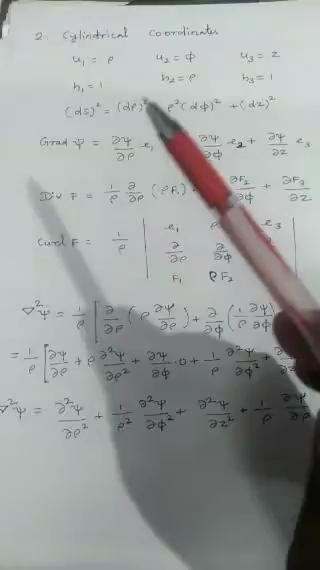 2. Cylindrical Coordinates
u₁ = ρ u₂ = φ u₃ = z
h₁ = 1 h₂ = ρ h₃ = 1
(ds)² = (dρ)² ρ²(dφ)² + (dz)²
Grad ψ = ∂ψ/∂ρ e₁ ∂ψ/∂φ e₂ + ∂ψ/∂z e₃
Div F = 1/ρ ∂/∂ρ (ρF₁ ∂F₂/∂φ + ∂F₃/∂z
Curl F = 1/ρ | e₁ e₃ |
∂/∂ρ ∂/∂φ
F₁ ρF₂
∇²ψ = 1/ρ [ ∂/∂ρ (ρ ∂ψ/∂ρ) + ∂/∂φ (1/ρ ∂ψ/∂φ)
= 1/ρ [ ∂ψ/∂ρ + ρ ∂²ψ/∂ρ² + ∂ψ/∂φ · 0 + 1/ρ ∂²ψ/∂φ² +
∇²ψ = ∂²ψ/∂ρ² + 1/ρ² ∂²ψ/∂φ² + ∂²ψ/∂z² + 1/ρ ∂ψ/∂ρ